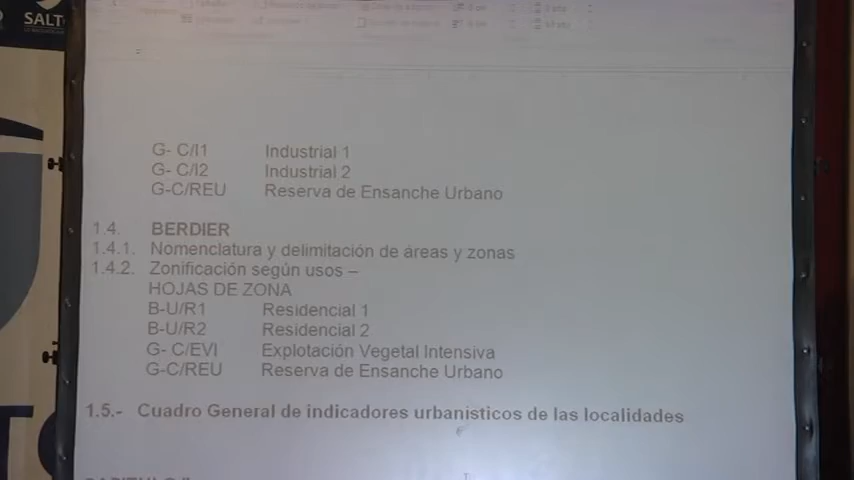 SALT
G- C/I1 Industrial 1
G- C/I2 Industrial 2
G-C/REU Reserva de Ensanche Urbano
1.4. BERDIER
1.4.1. Nomenclatura y delimitación de áreas y zonas
1.4.2. Zonificación según usos –
HOJAS DE ZONA
B-U/R1 Residencial 1
B-U/R2 Residencial 2
G- C/EVI Explotación Vegetal Intensiva
G-C/REU Reserva de Ensanche Urbano
1.5.- Cuadro General de indicadores urbanisticos de las localidades